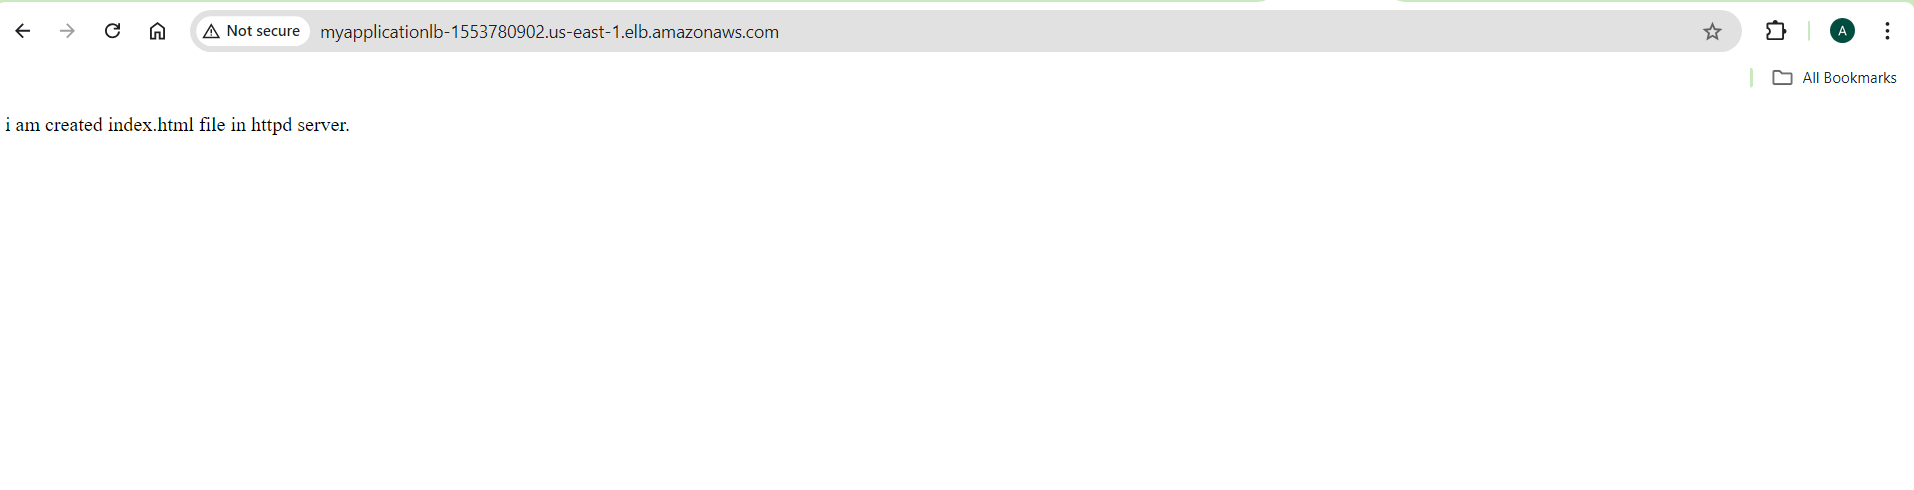 Not secure myapplicationlb-1553780902.us-east-1.elb.amazonaws.com A
All Bookmarks
i am created index.html file in httpd server.